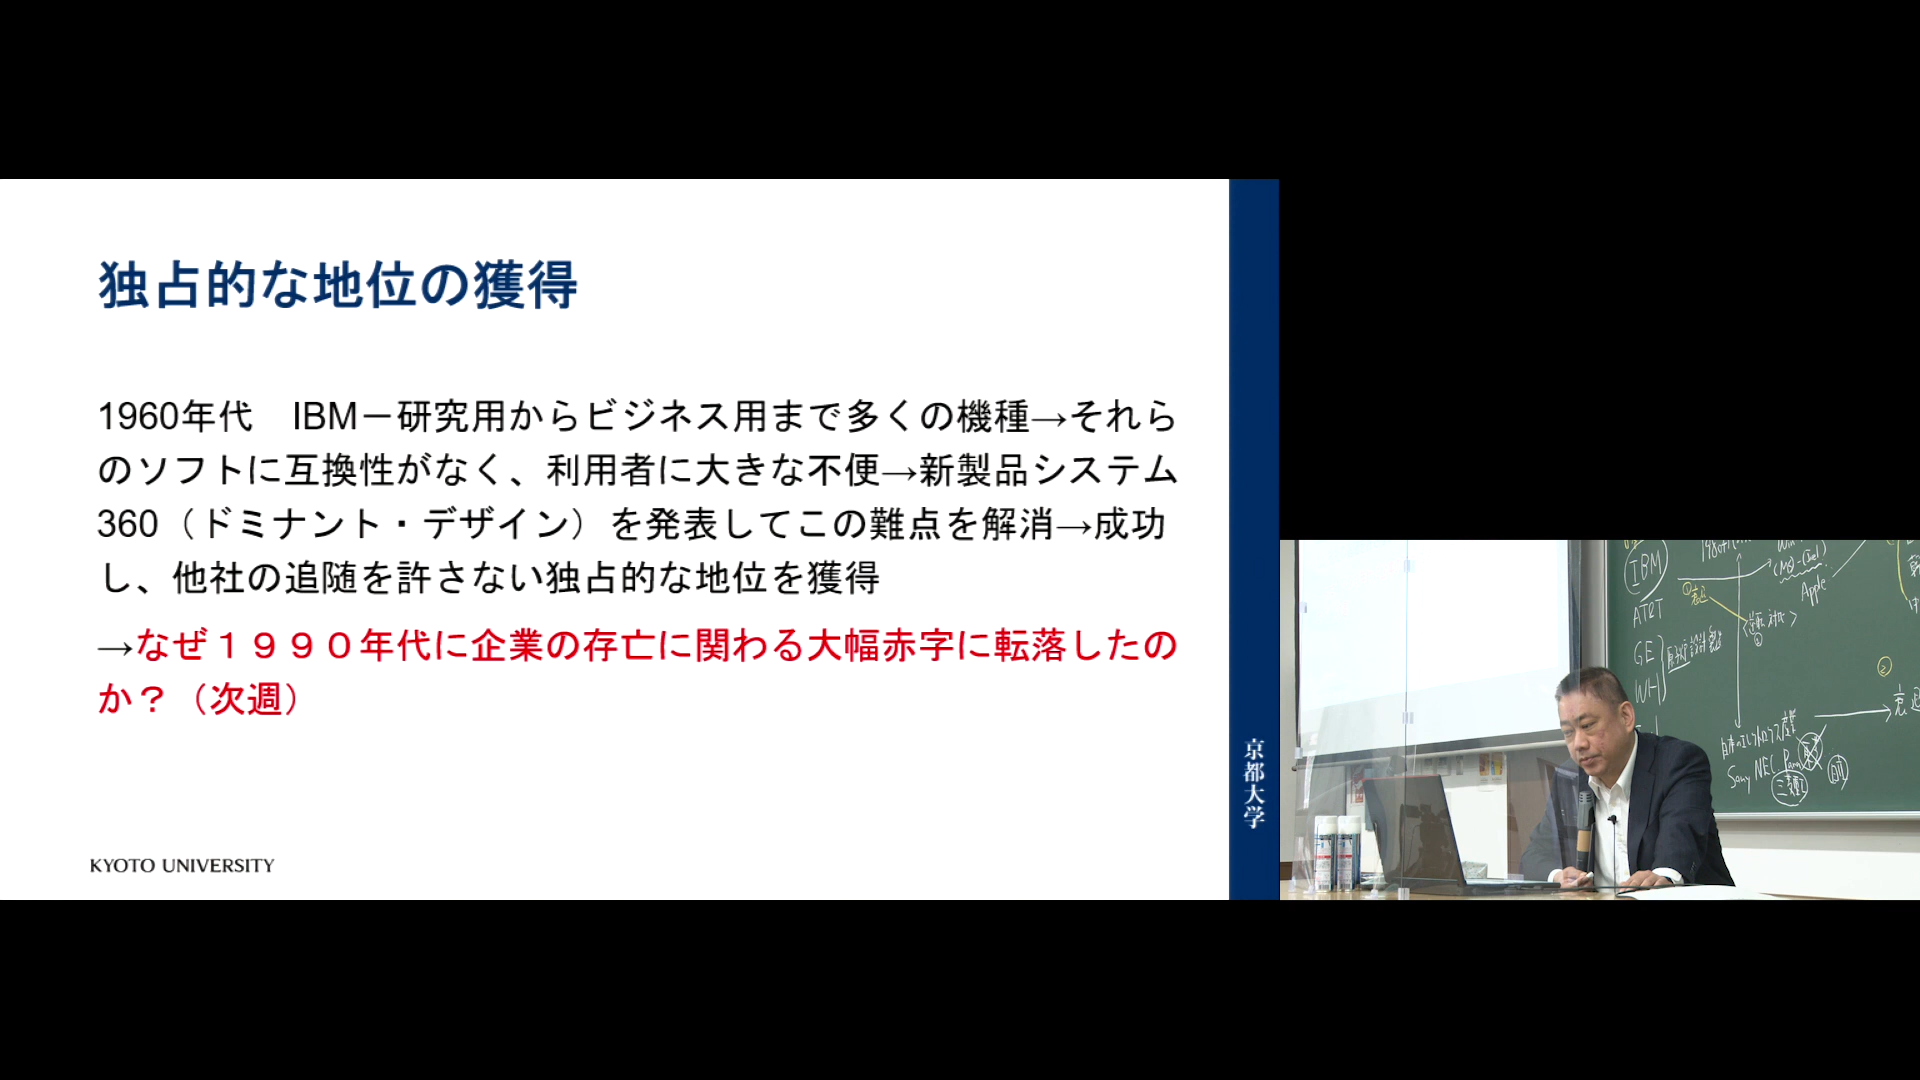 独占的な地位の獲得
1960年代　IBM－研究用からビジネス用まで多くの機種→それら
のソフトに互換性がなく、利用者に大きな不便→新製品システム
360（ドミナント・デザイン）を発表してこの難点を解消→成功
し、他社の追随を許さない独占的な地位を獲得
→なぜ１９９０年代に企業の存亡に関わる大幅赤字に転落したの
か？（次週）
KYOTO UNIVERSITY
京都大学
IBM
AT&T
GE
WH
Apple
Sony NEC
三菱重工